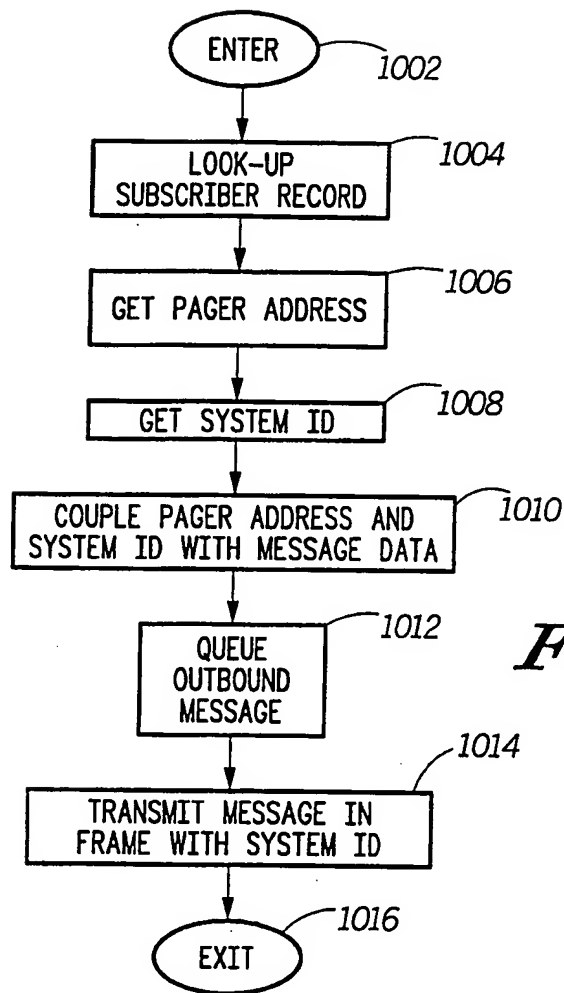 ENTER
1002
LOOK-UP
SUBSCRIBER RECORD
1004
GET PAGER ADDRESS
1006
GET SYSTEM ID
1008
COUPLE PAGER ADDRESS AND
SYSTEM ID WITH MESSAGE DATA
1010
QUEUE
OUTBOUND
MESSAGE
1012
F
TRANSMIT MESSAGE IN
FRAME WITH SYSTEM ID
1014
EXIT
1016